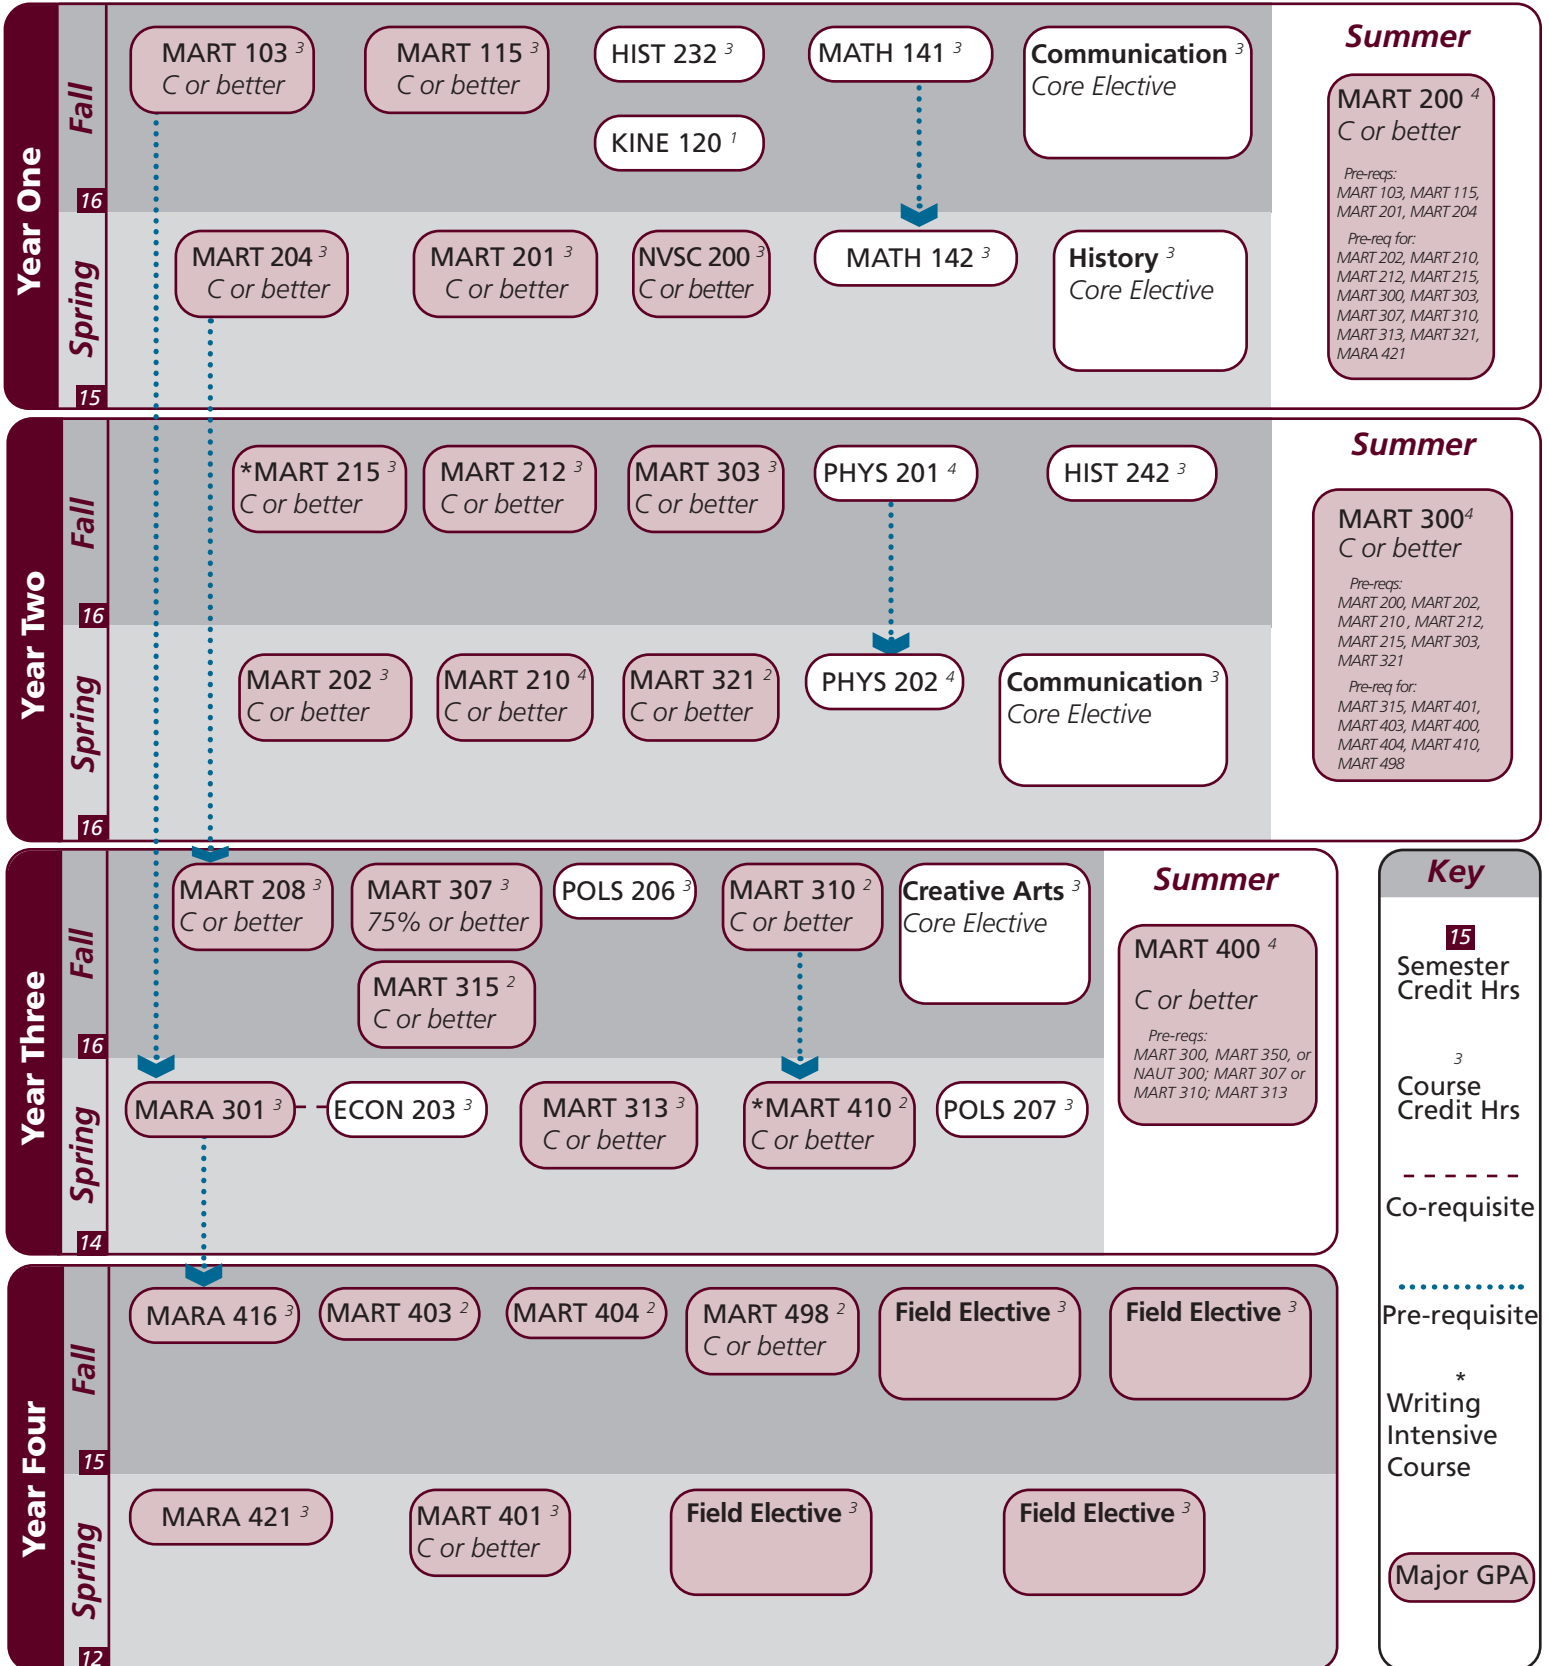 Year One
Fall
MART 103 3
C or better
MART 115 3
C or better
HIST 232 3
KINE 120 1
MATH 141 3
Communication 3
Core Elective
16
Spring
MART 204 3
C or better
MART 201 3
C or better
NVSC 200 3
C or better
MATH 142 3
History 3
Core Elective
15
Summer
MART 200 4
C or better
Pre-reqs:
MART 103, MART 115,
MART 201, MART 204
Pre-req for:
MART 202, MART 210,
MART 212, MART 215,
MART 300, MART 303,
MART 307, MART 310,
MART 313, MART 321,
MARA 421
Year Two
Fall
*MART 215 3
C or better
MART 212 3
C or better
MART 303 3
C or better
PHYS 201 4
HIST 242 3
16
Spring
MART 202 3
C or better
MART 210 4
C or better
MART 321 2
C or better
PHYS 202 4
Communication 3
Core Elective
16
Summer
MART 300 4
C or better
Pre-reqs:
MART 200, MART 202,
MART 210 , MART 212,
MART 215, MART 303,
MART 321
Pre-req for:
MART 315, MART 401,
MART 403, MART 400,
MART 404, MART 410,
MART 498
Year Three
Fall
MART 208 3
C or better
MART 307 3
75% or better
MART 315 2
C or better
POLS 206 3
MART 310 2
C or better
Creative Arts 3
Core Elective
16
Spring
MARA 301 3
ECON 203 3
MART 313 3
C or better
*MART 410 2
C or better
POLS 207 3
14
Summer
MART 400 4
C or better
Pre-reqs:
MART 300, MART 350, or
NAUT 300; MART 307 or
MART 310; MART 313
Year Four
Fall
MARA 416 3
MART 403 2
MART 404 2
MART 498 2
C or better
Field Elective 3
Field Elective 3
15
Spring
MARA 421 3
MART 401 3
C or better
Field Elective 3
Field Elective 3
12
Key
15
Semester
Credit Hrs
3
Course
Credit Hrs
Co-requisite
Pre-requisite
*
Writing
Intensive
Course
Major GPA